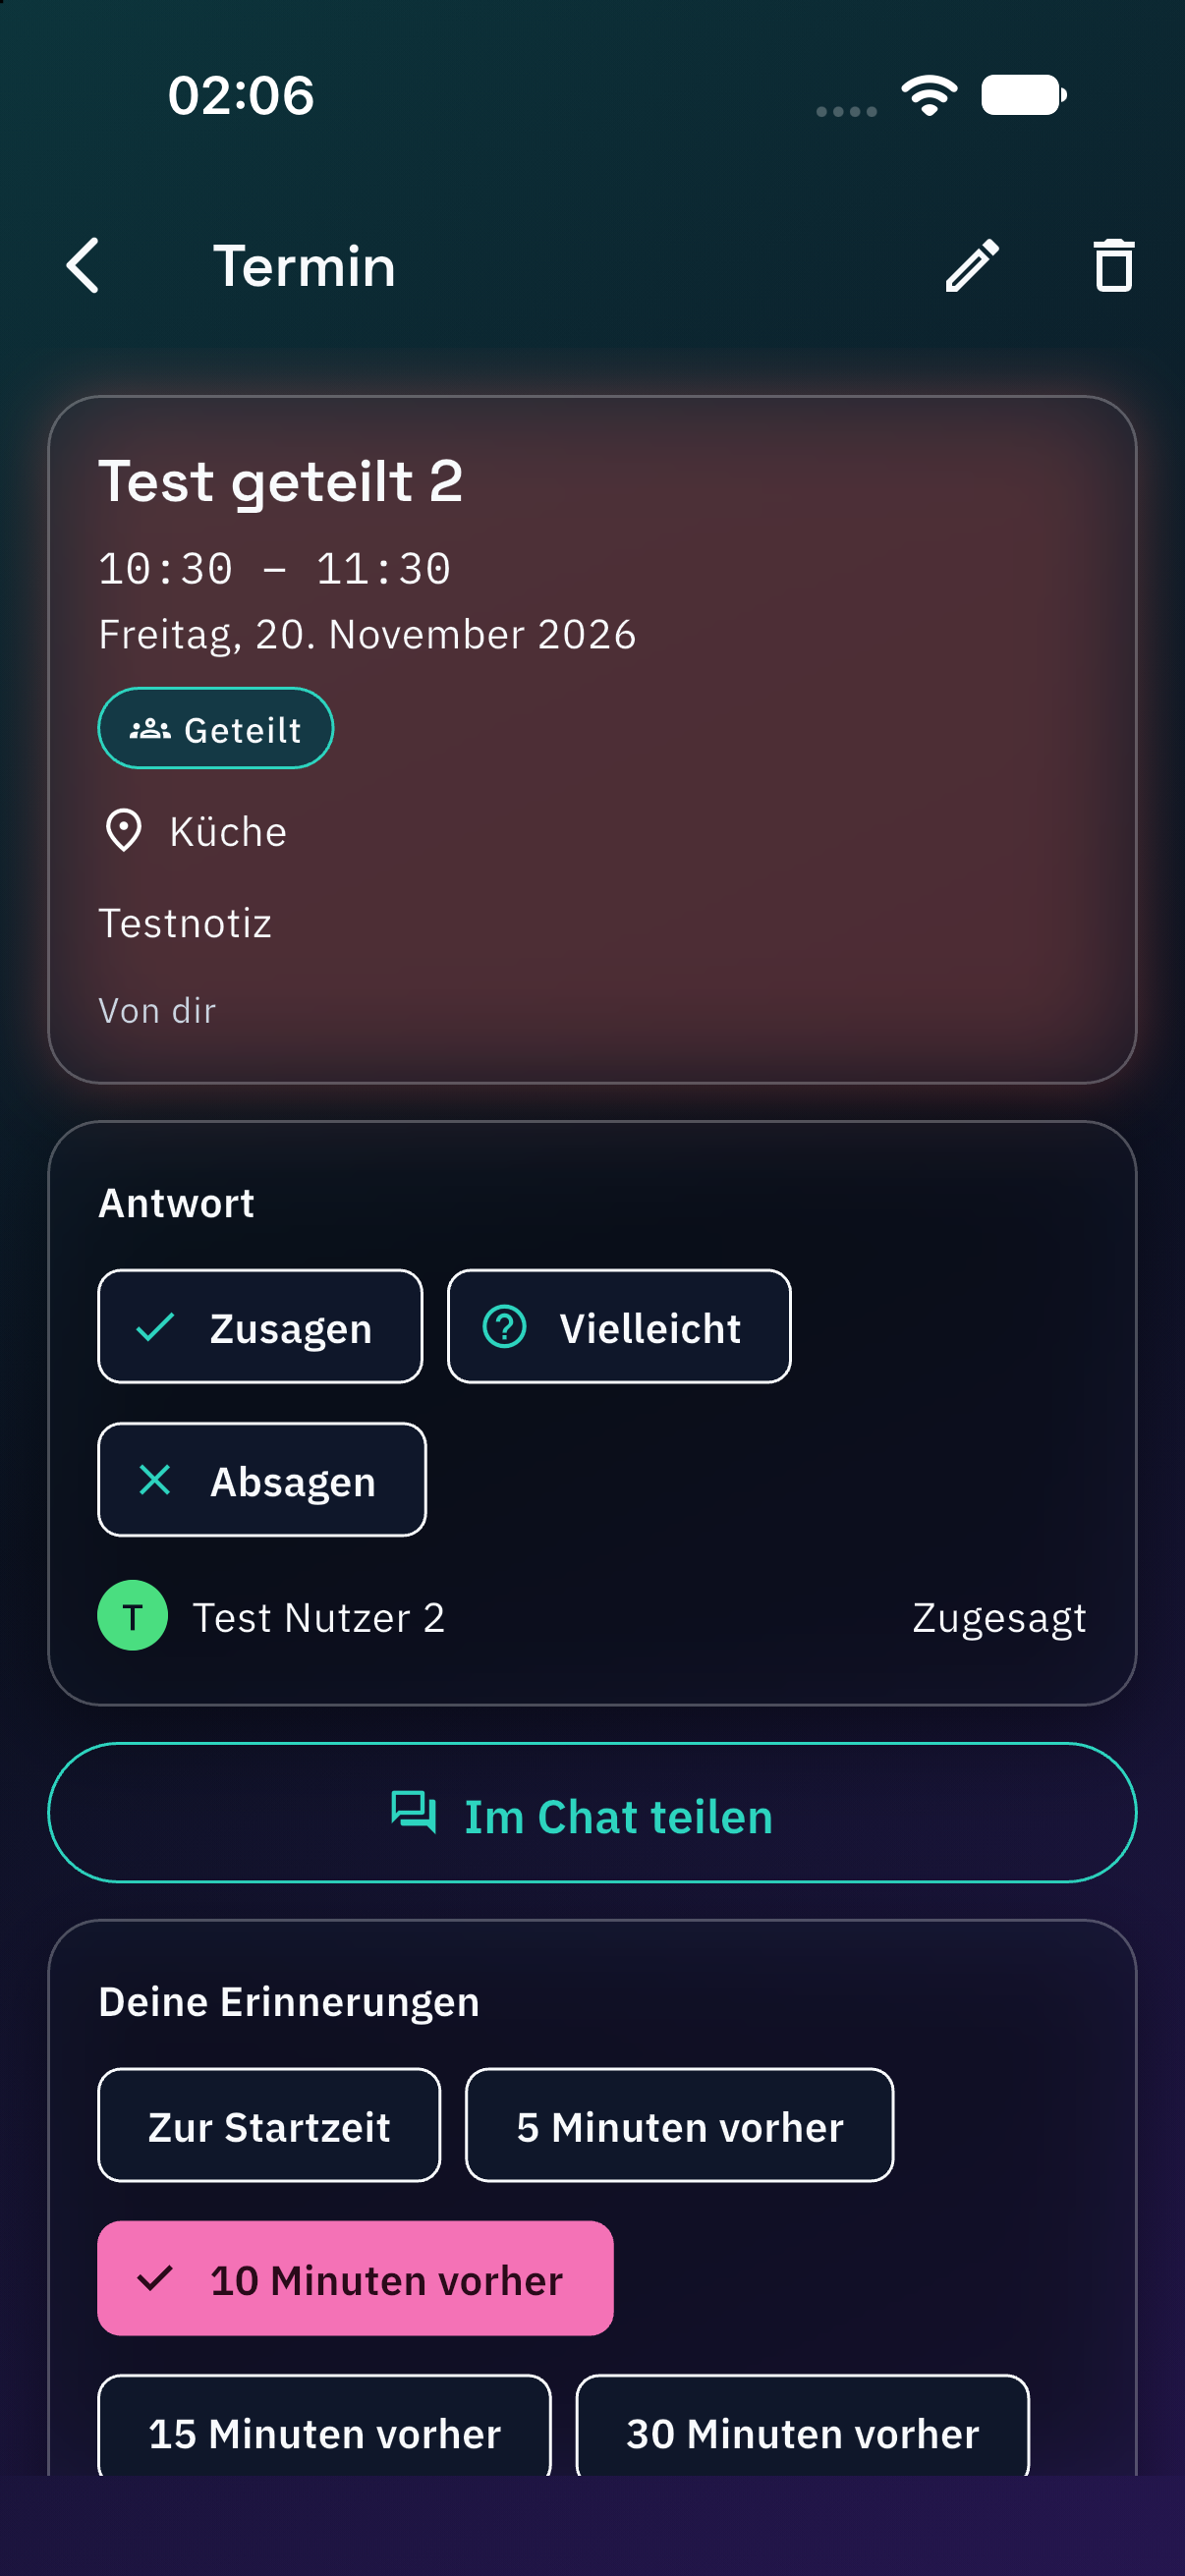 02:06
Termin
Test geteilt 2
10:30 – 11:30
Freitag, 20. November 2026
Geteilt
Küche
Testnotiz
Von dir
Antwort
Zusagen Vielleicht
Absagen
T Test Nutzer 2 Zugesagt
Im Chat teilen
Deine Erinnerungen
Zur Startzeit 5 Minuten vorher
10 Minuten vorher
15 Minuten vorher 30 Minuten vorher